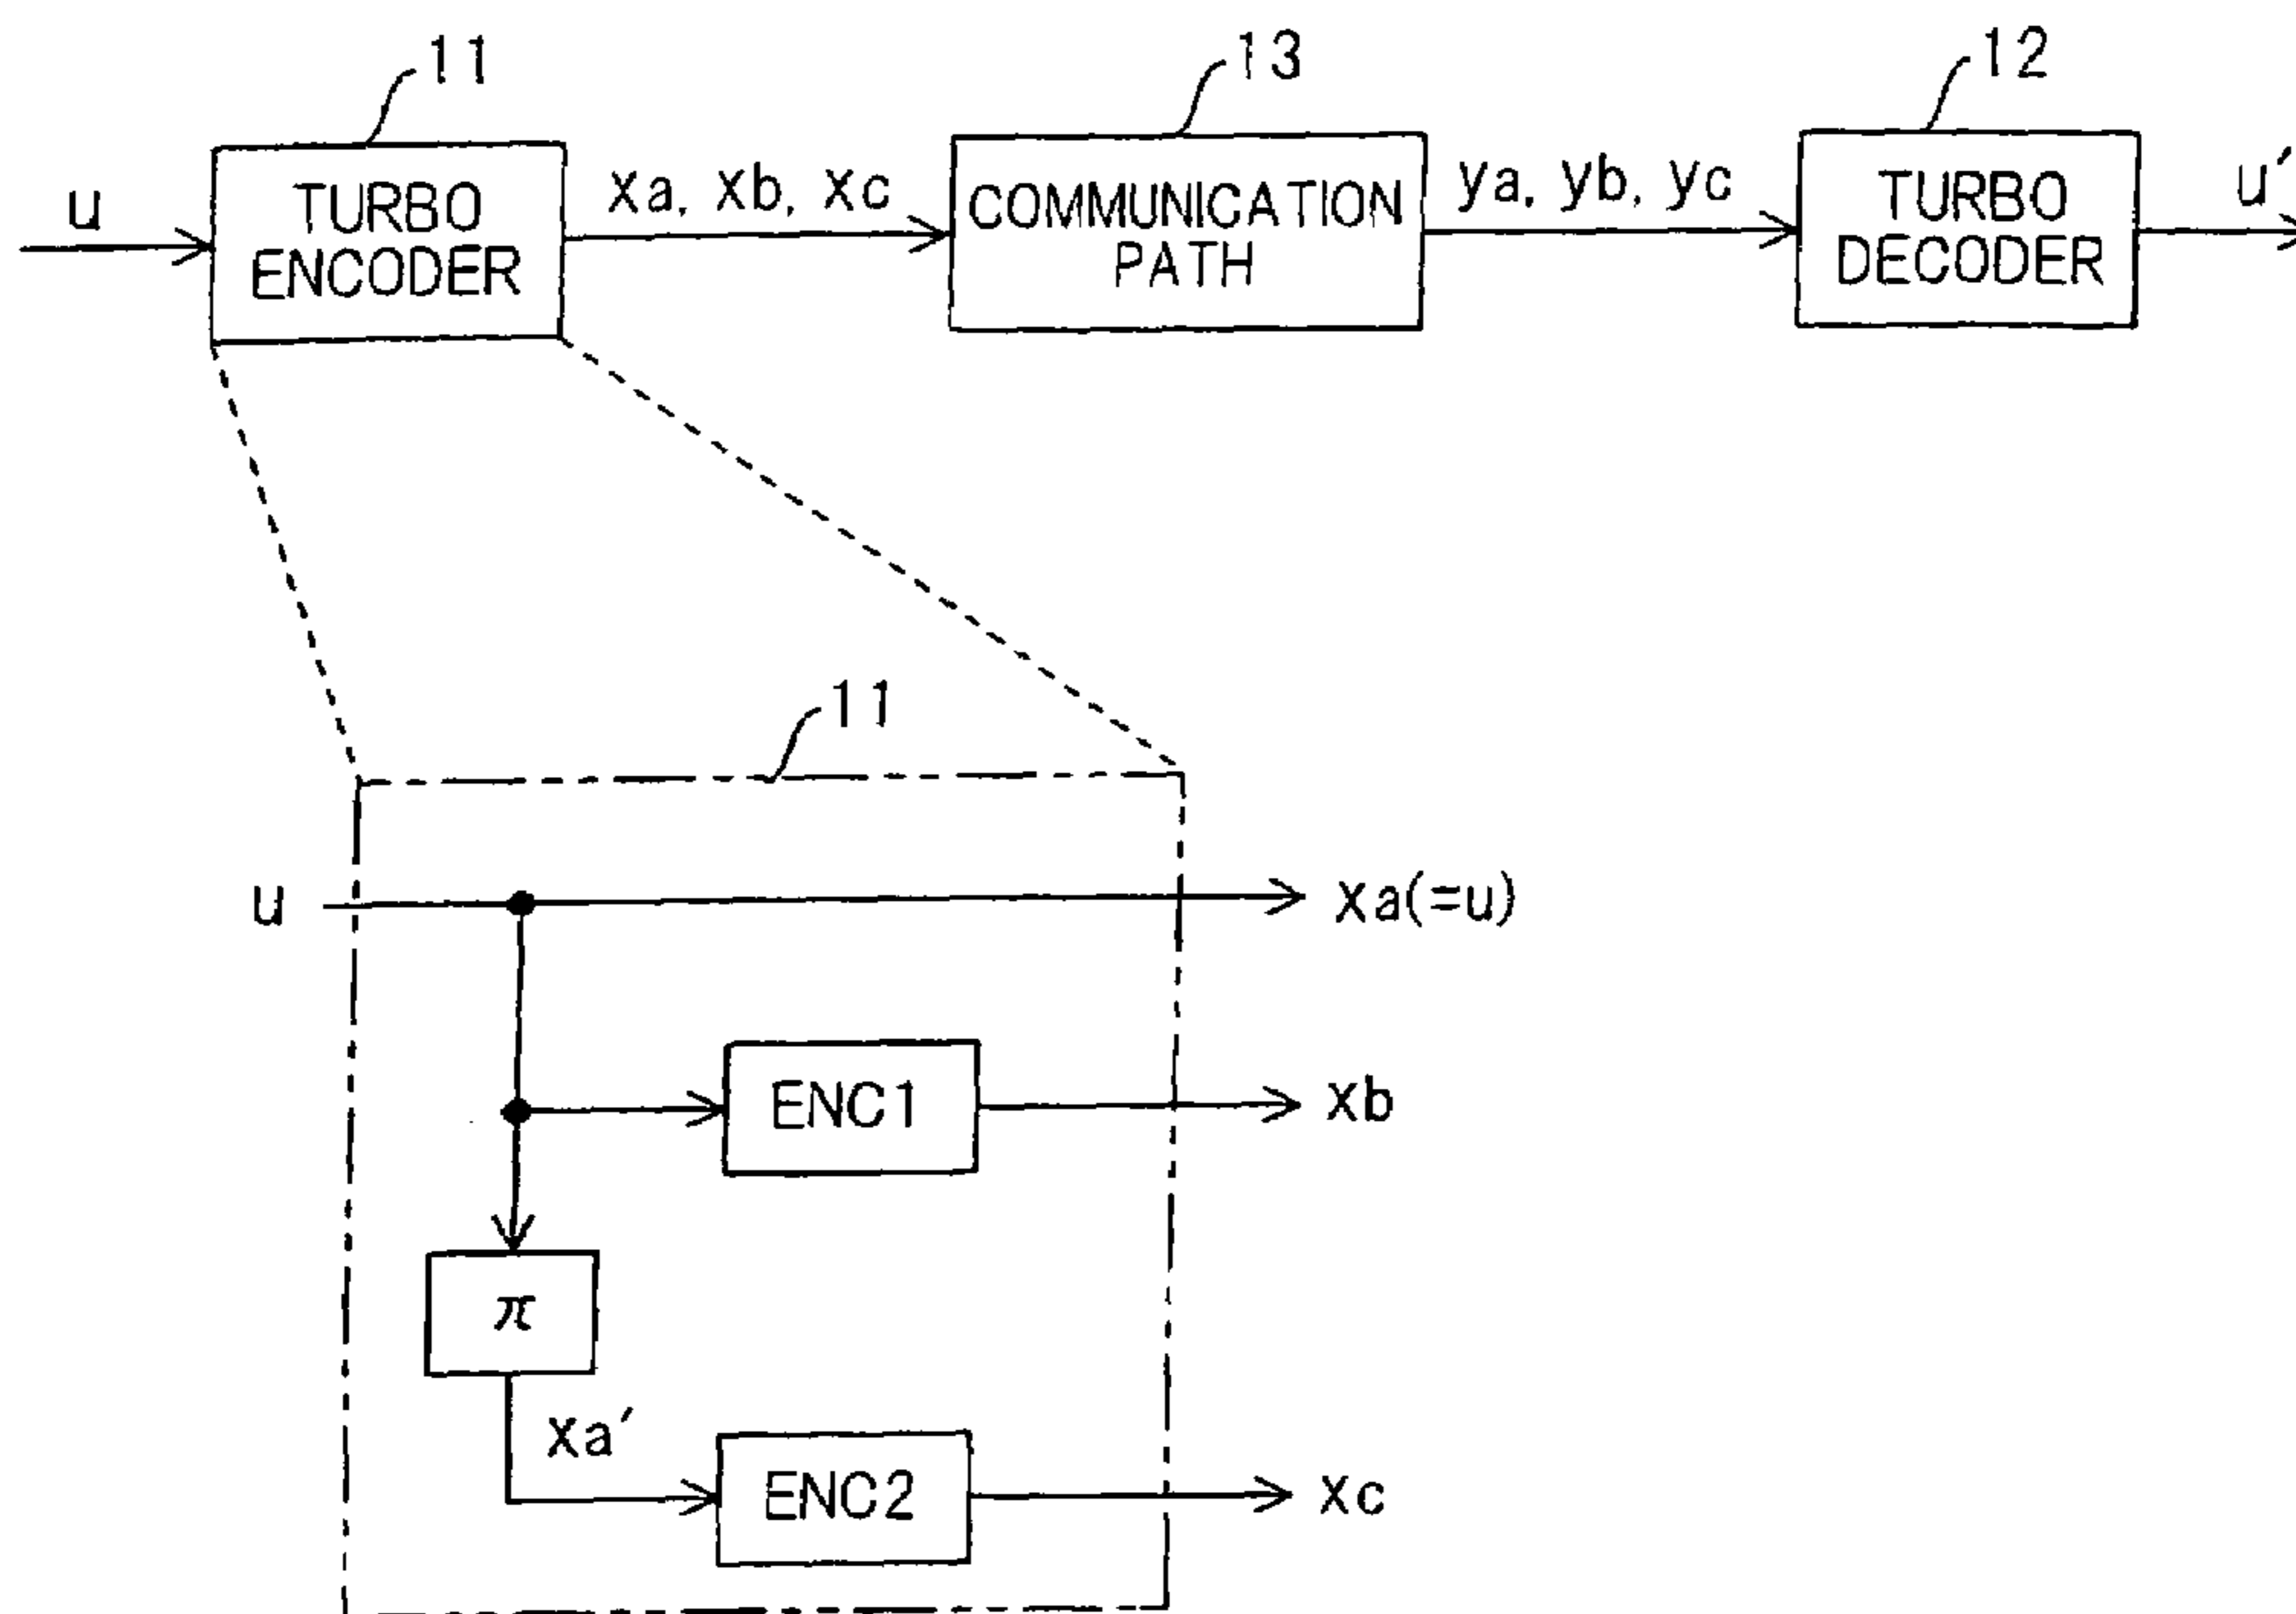 11
13
12
u
TURBO
ENCODER
xa, xb, xc
COMMUNICATION
PATH
ya, yb, yc
TURBO
DECODER
u′
11
u
xa(=u)
ENC1
xb
π
xa′
ENC2
xc